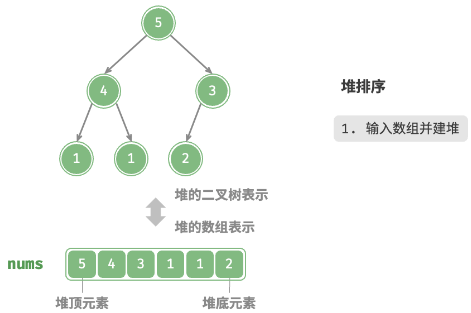 5
4 3
1 1 2
堆排序
1. 输入数组并建堆
堆的二叉树表示
堆的数组表示
nums 5 4 3 1 1 2
堆顶元素 堆底元素